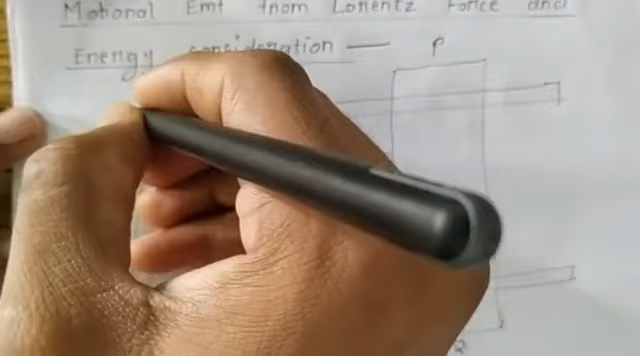 Motional Emf from Lorentz Force and
Energy consideration —
P